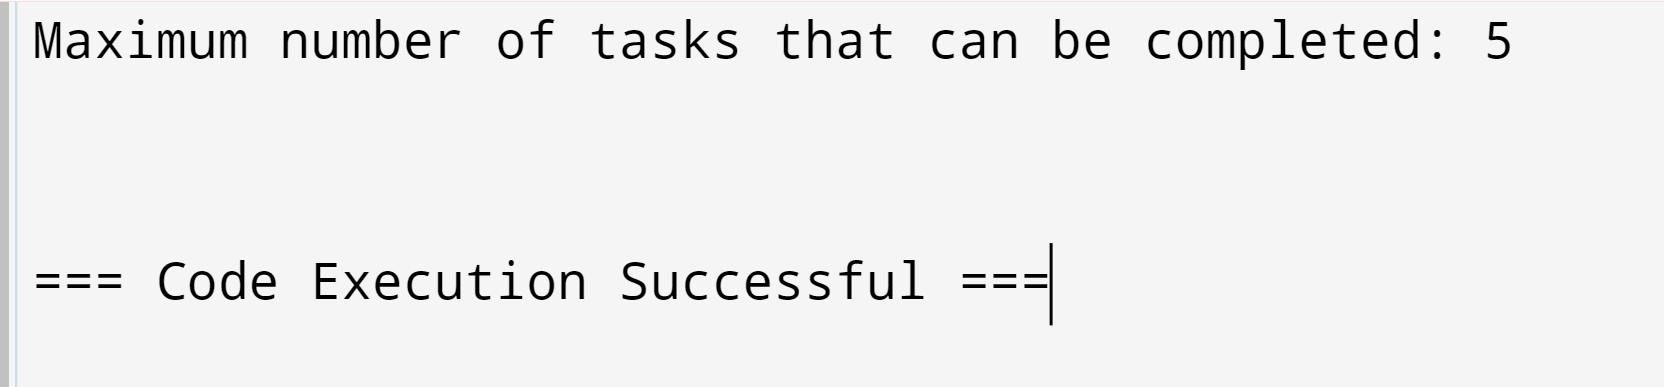 Maximum number of tasks that can be completed: 5
=== Code Execution Successful ===